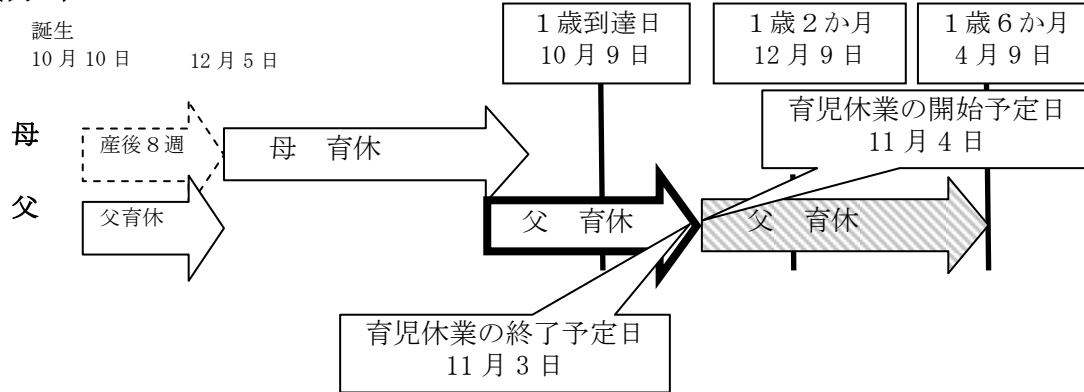 誕生
10月10日 12月5日
1歳到達日
10月9日
1歳2か月
12月9日
1歳6か月
4月9日
育児休業の開始予定日
11月4日
母
産後8週
母 育休
父
父育休
父 育休
父 育休
育児休業の終了予定日
11月3日